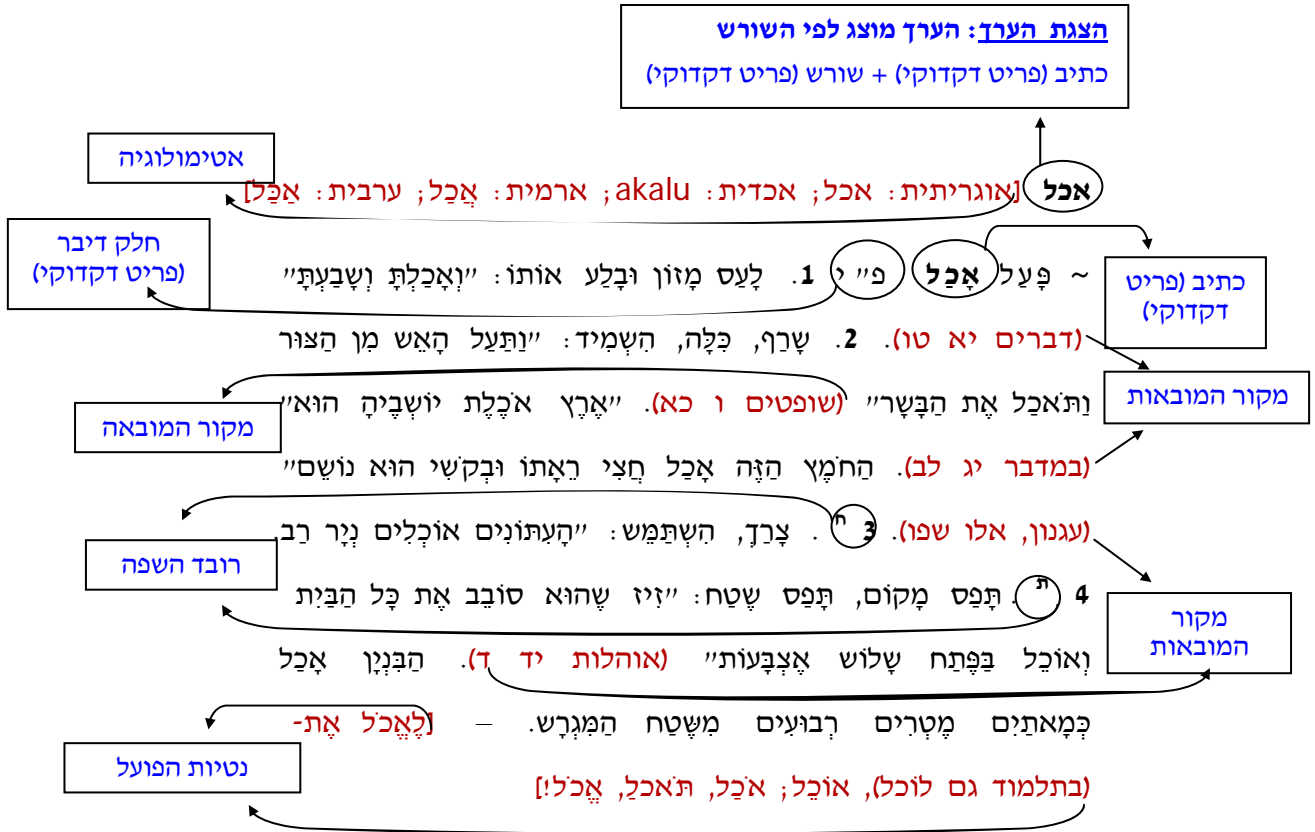 הצגת הערך: הערך מוצג לפי השורש
כתיב (פריט דקדוקי) + שורש (פריט דקדוקי)
אטימולוגיה
אכל [אוגריתית: אכל; אכדית: akalu; ארמית: אֲכַל; ערבית: אַכַּל]
חלק דיבר
(פריט דקדוקי)
~ פָּעַל אָכַל פ״י 1. לָעַס מָזוֹן וּבָלַע אוֹתוֹ: ״וְאָכַלְתָּ וְשָׂבָעְתָּ״
כתיב (פריט
דקדוקי)
(דברים יא טו). 2. שָׂרַף, כִּלָּה, הִשְׁמִיד: ״וַתַּעַל הָאֵשׁ מִן הַצּוּר
מקור המובאות
וַתֹּאכַל אֶת הַבָּשָׂר״ (שופטים ו כא). ״אֶרֶץ אֹכֶלֶת יוֹשְׁבֶיהָ הוּא״
מקור המובאה
(במדבר יג לב). הַחֹמֶץ הַזֶּה אָכַל חֲצִי רֵאָתוֹ וּבְקֹשִׁי הוּא נוֹשֵׁם״
(עגנון, אלו שפו). 3 ח. צָרַךְ, הִשְׁתַּמֵּשׁ: ״הָעִתּוֹנִים אוֹכְלִים נְיָר רַב.
רובד השפה
4 ת. תָּפַס מָקוֹם, תָּפַס שֶׁטַח: ״זִיז שֶׁהוּא סוֹבֵב אֶת כָּל הַבַּיִת
מקור
המובאות
וְאוֹכֵל בַּפֶּתַח שָׁלוֹשׁ אֶצְבָּעוֹת״ (אוהלות יד ד). הַבִּנְיָן אָכַל
כְּמָאתַיִם מֶטְרִים רְבוּעִים מִשֶּׁטַח הַמִּגְרָשׁ. – [לֶאֱכֹל אֶת-
נטיות הפועל
(בתלמוד גם לוֹכל), אוֹכֵל; אֹכַל, תֹּאכַל, אֱכֹל!]